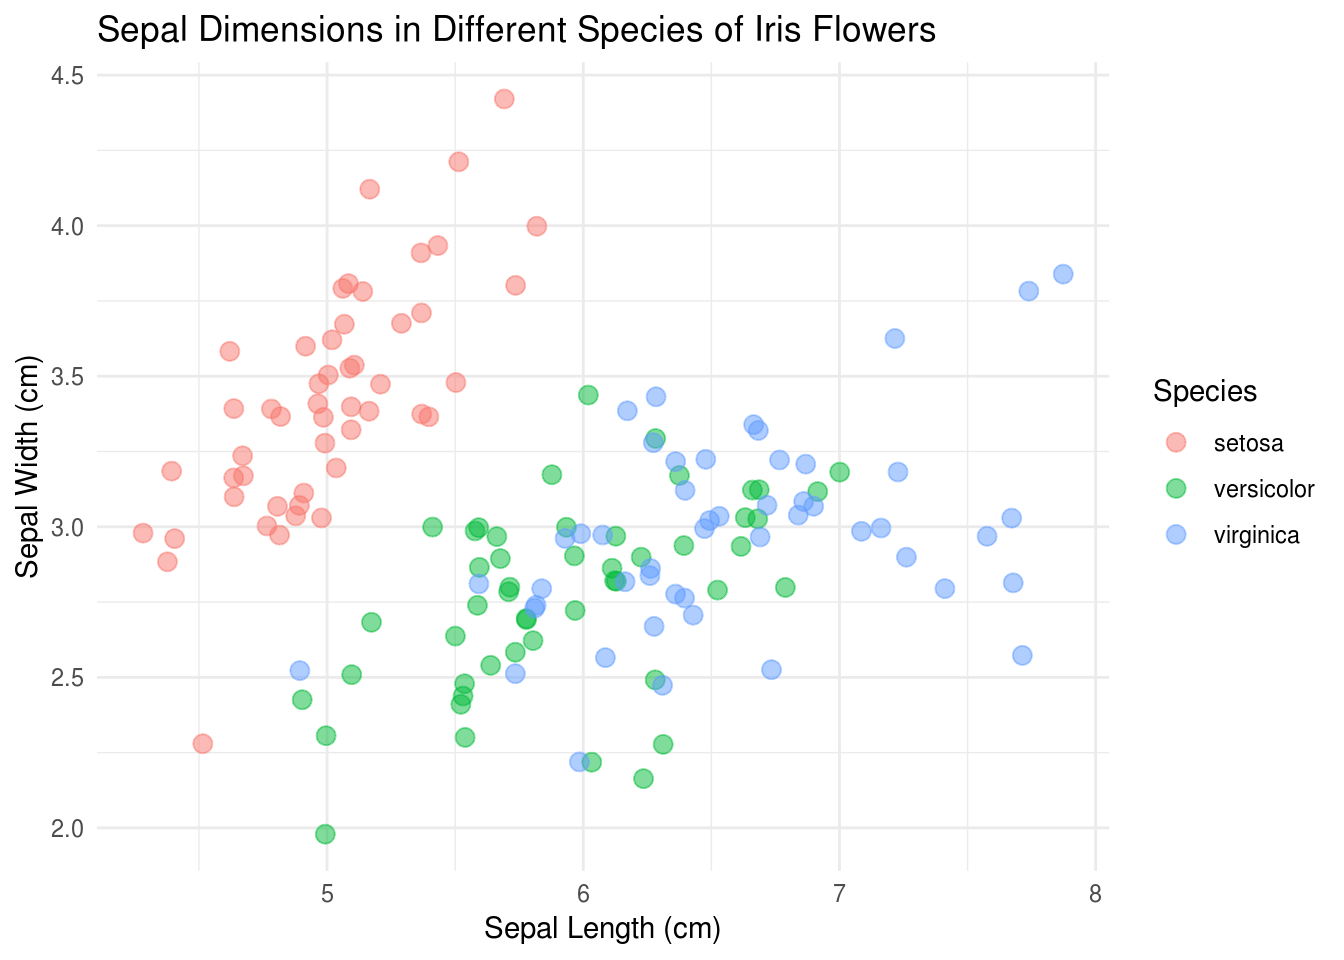 Sepal Dimensions in Different Species of Iris Flowers
4.5
4.0
3.5
3.0
2.5
2.0
Sepal Width (cm)
5
6
7
8
Sepal Length (cm)
Species
setosa
versicolor
virginica